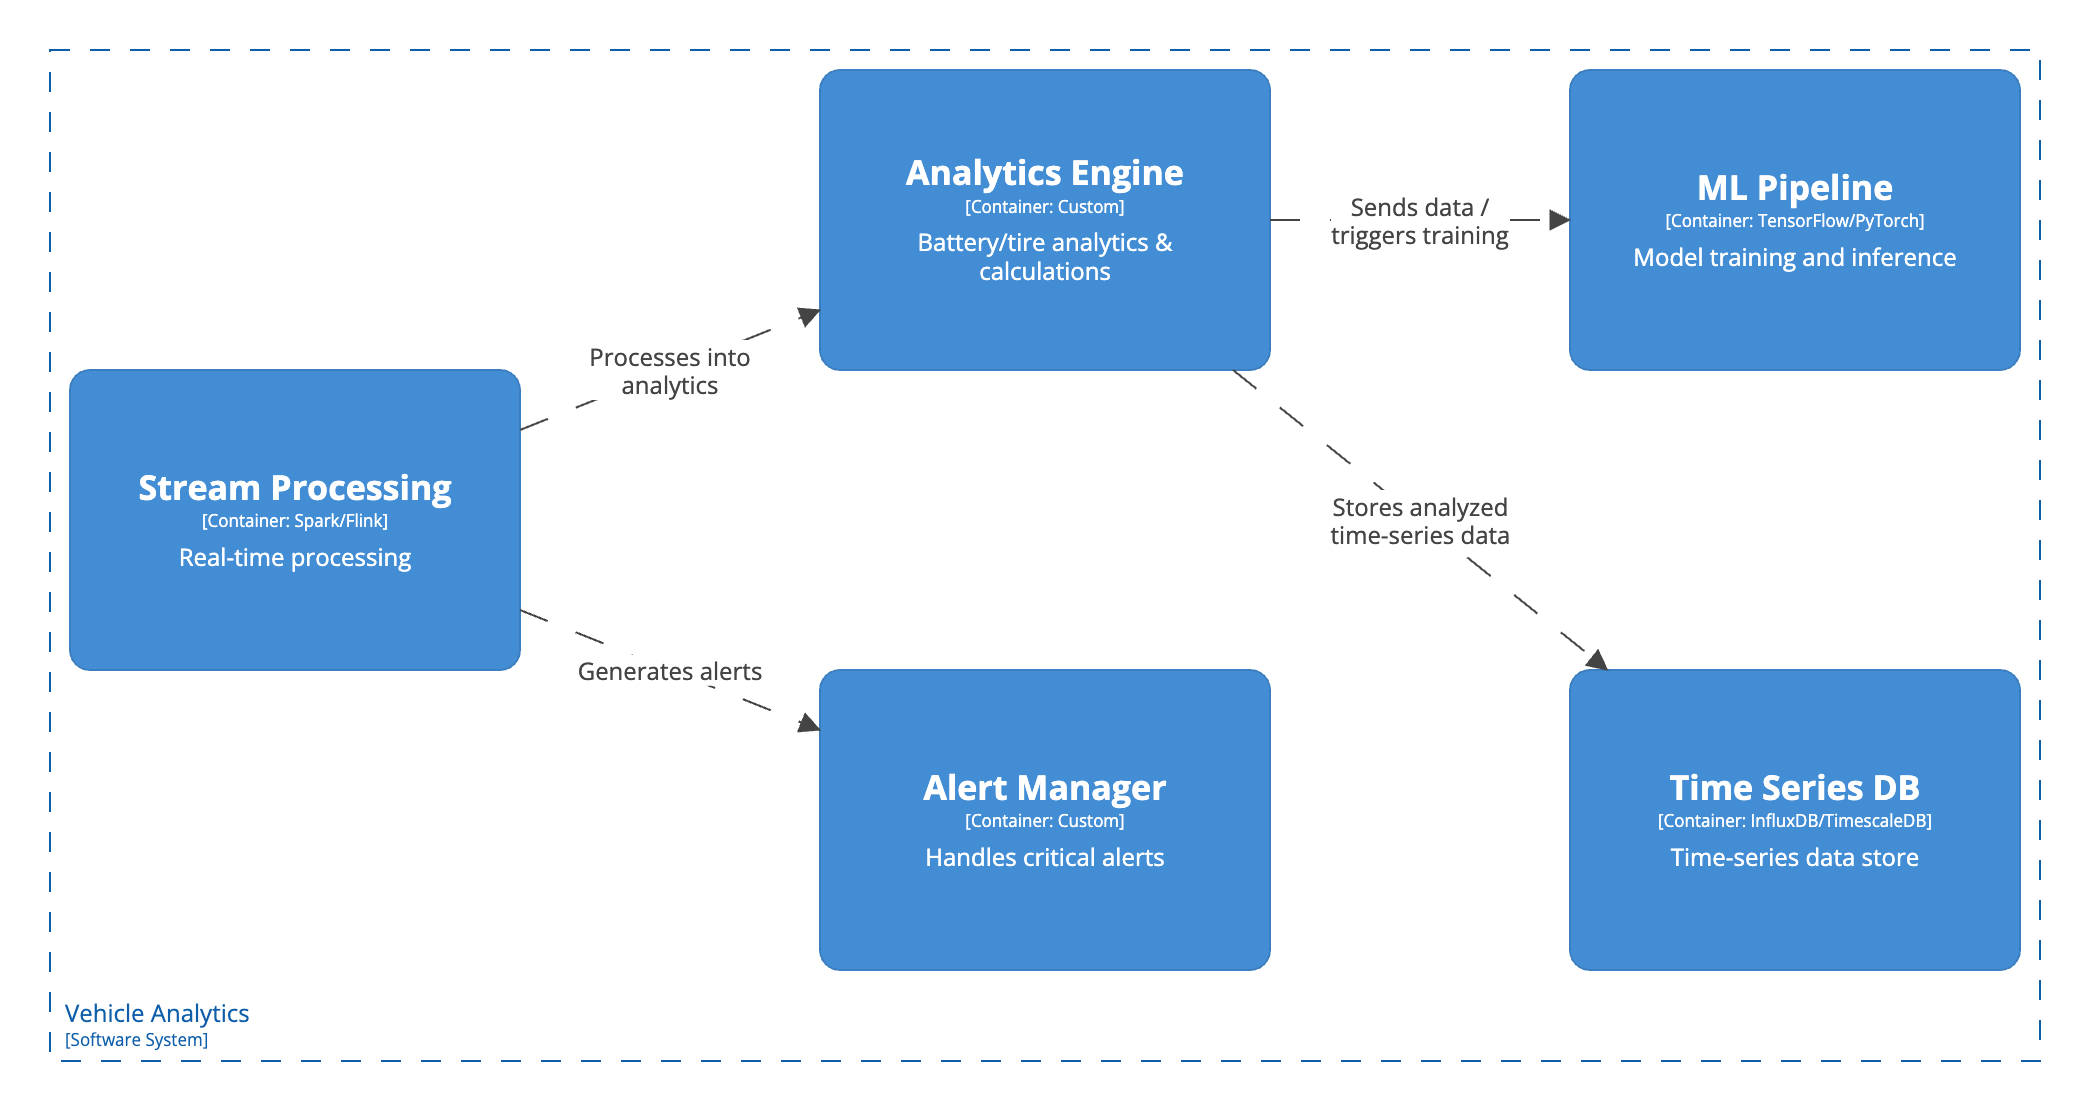 Analytics Engine
[Container: Custom]
Battery/tire analytics &
calculations
Sends data /
triggers training
ML Pipeline
[Container: TensorFlow/PyTorch]
Model training and inference
Processes into
analytics
Stream Processing
[Container: Spark/Flink]
Real-time processing
Stores analyzed
time-series data
Generates alerts
Alert Manager
[Container: Custom]
Handles critical alerts
Time Series DB
[Container: InfluxDB/TimescaleDB]
Time-series data store
Vehicle Analytics
[Software System]